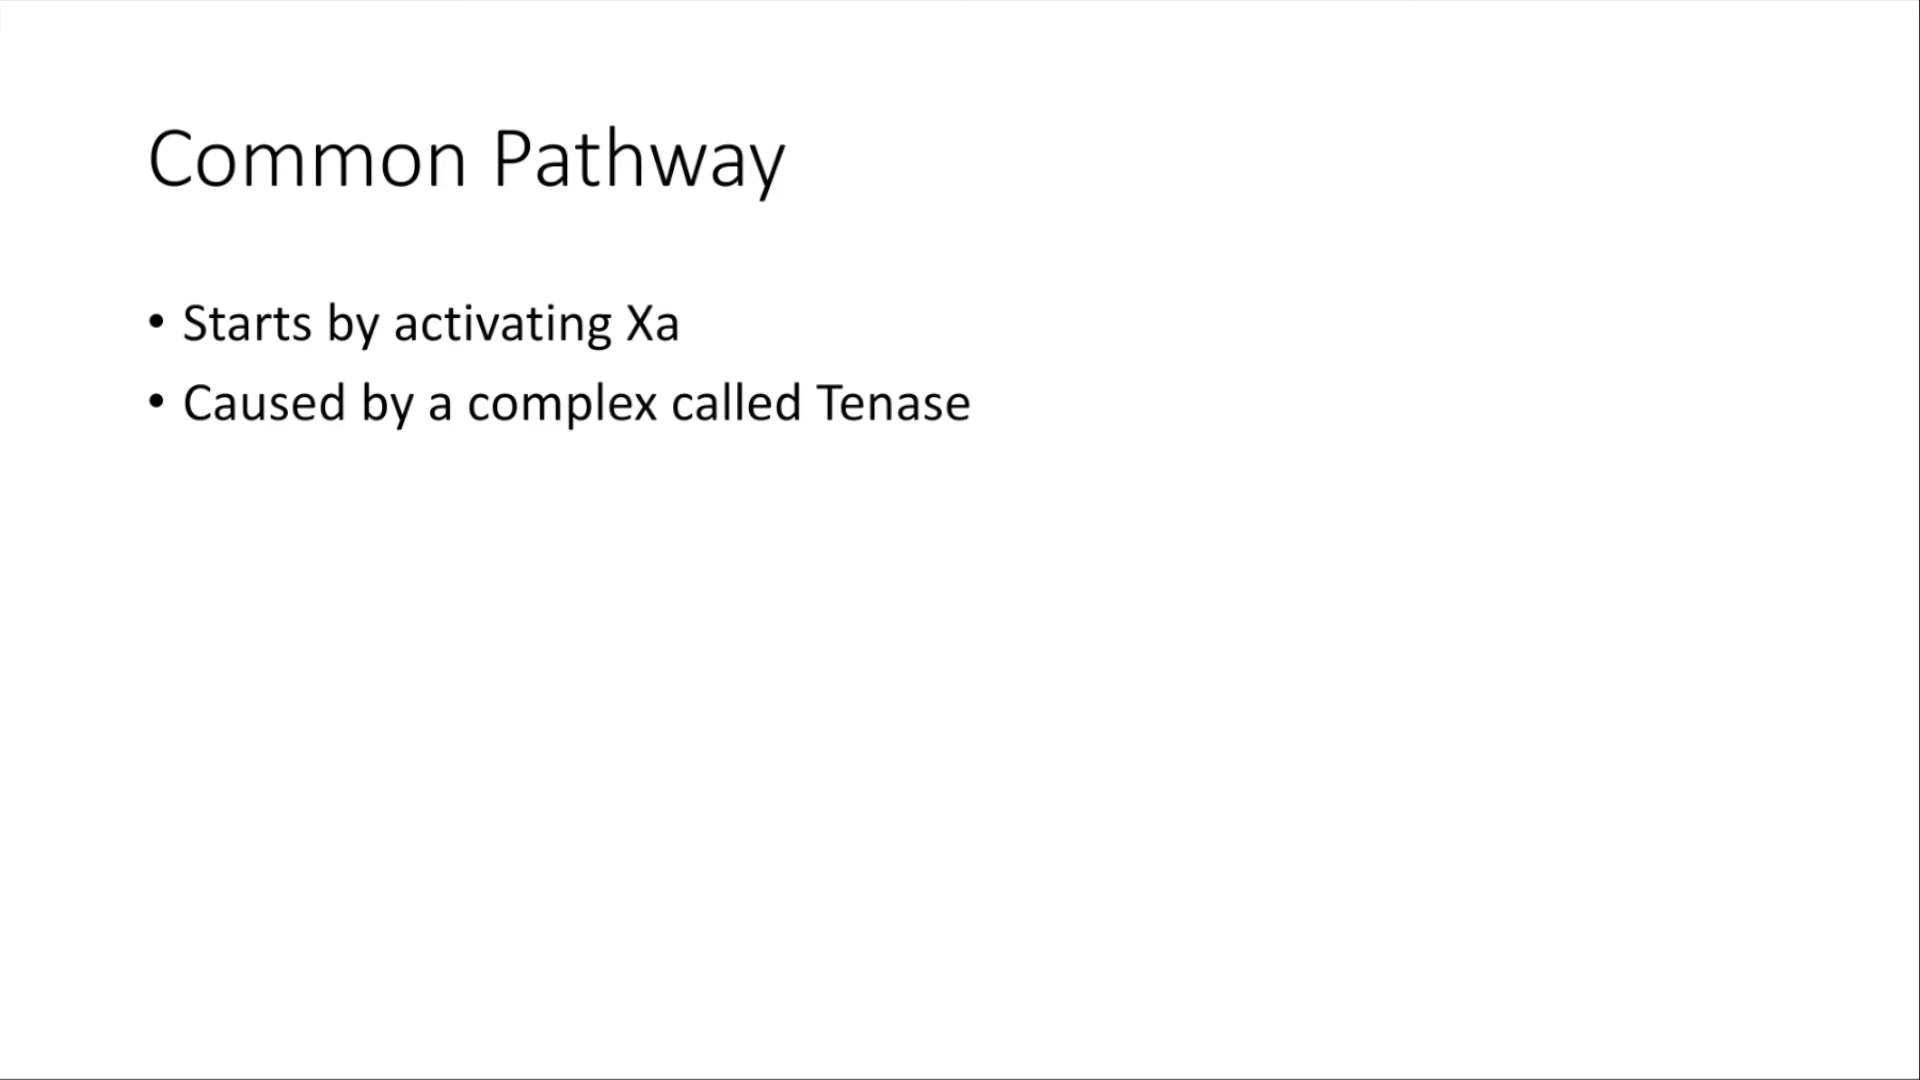 Common Pathway
• Starts by activating Xa
• Caused by a complex called Tenase